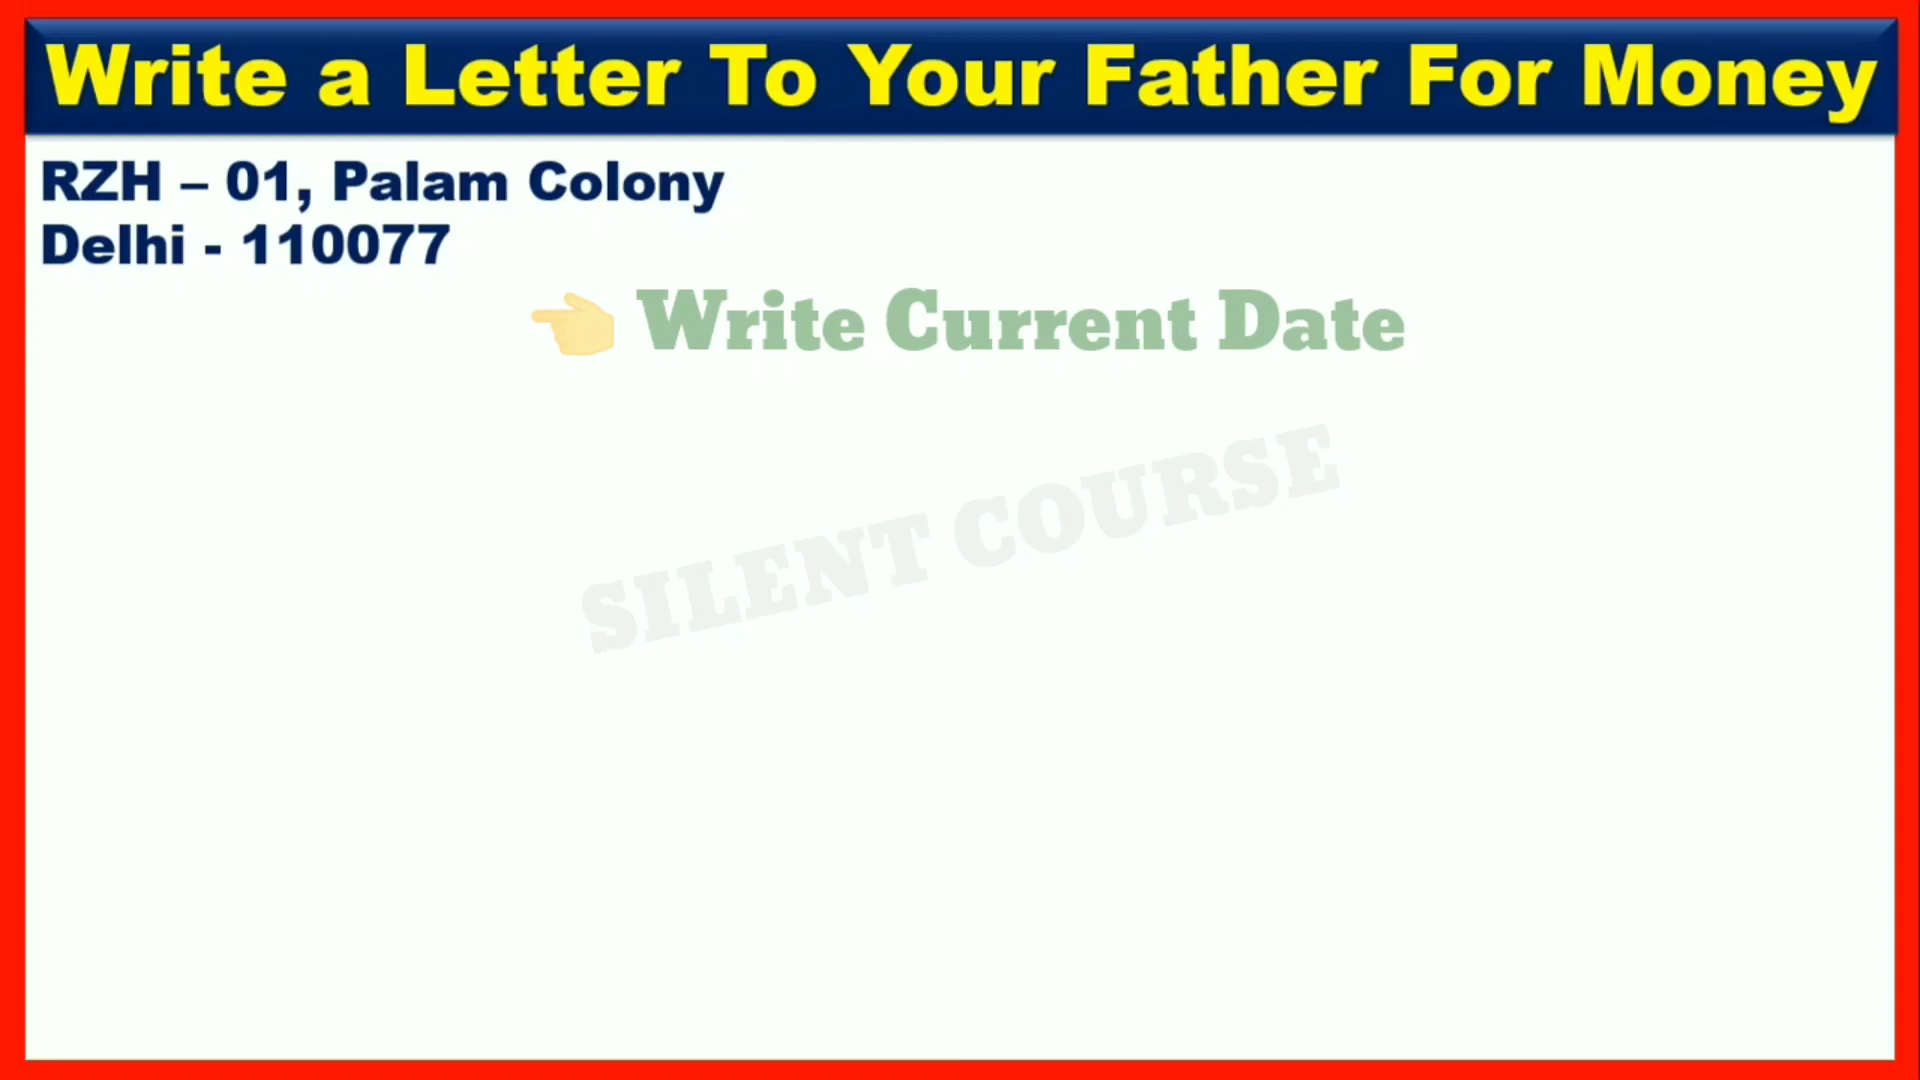 Write a Letter To Your Father For Money
RZH – 01, Palam Colony
Delhi - 110077
👈 Write Current Date
SILENT COURSE